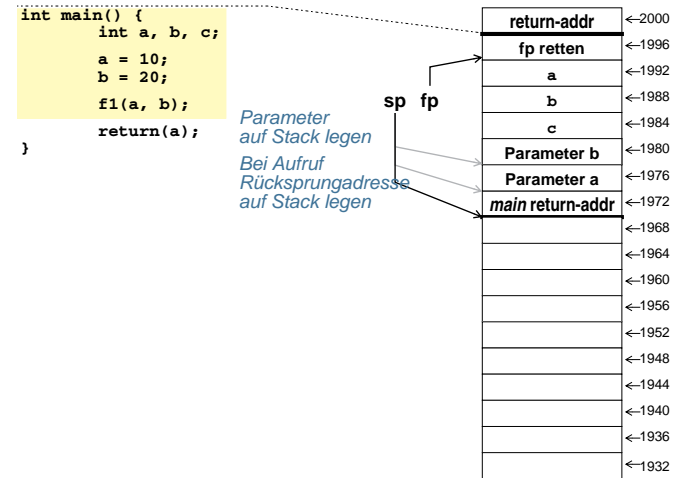 int main() {
int a, b, c;
a = 10;
b = 20;
f1(a, b);
return(a);
}
Parameter
auf Stack legen
Bei Aufruf
Rücksprungadresse
auf Stack legen
sp fp
return-addr
fp retten
a
b
c
Parameter b
Parameter a
main return-addr
2000
1996
1992
1988
1984
1980
1976
1972
1968
1964
1960
1956
1952
1948
1944
1940
1936
1932